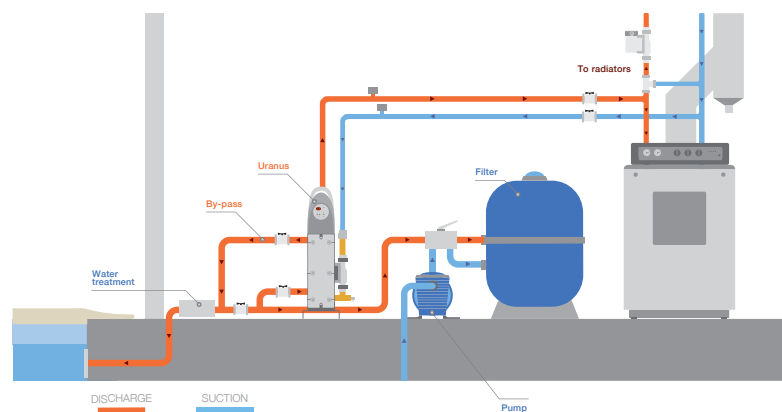 To radiators
Uranus
Filter
By-pass
Water
treatment
DISCHARGE
SUCTION
Pump